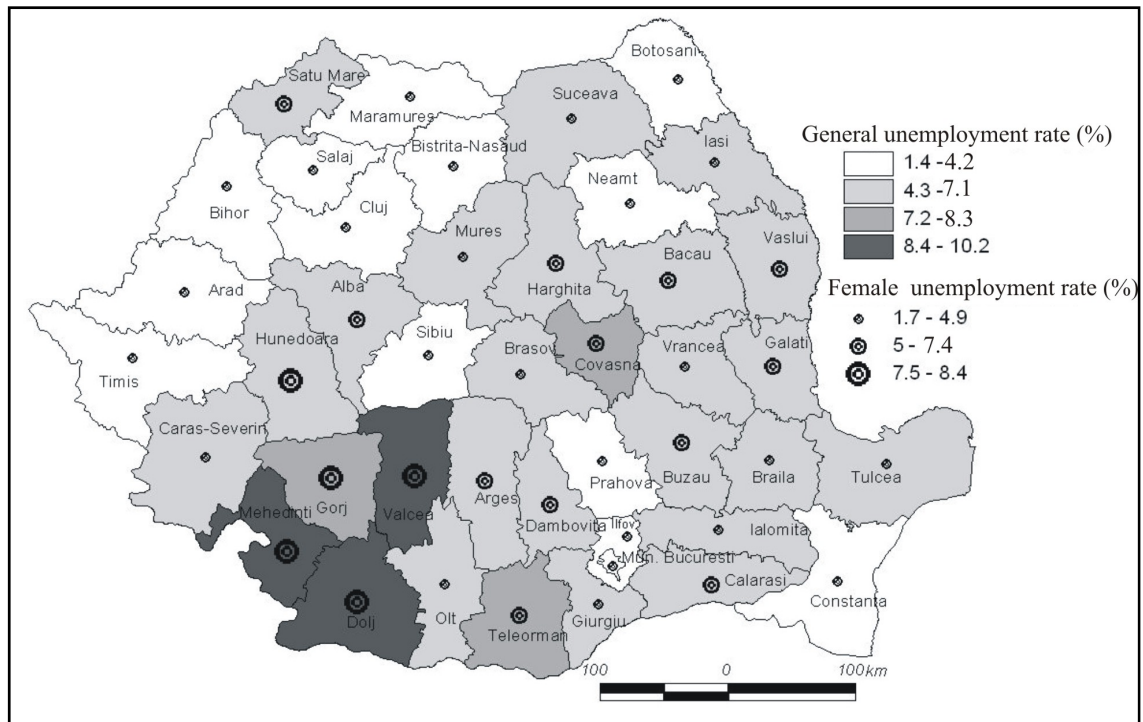 Botosani
Satu Mare
Suceava
Maramures
General unemployment rate (%)
Iasi
Bistrita-Nasaud
1.4 -4.2
Salaj
Neamt
4.3 -7.1
Bihor
Cluj
7.2 -8.3
Mures
Vaslui
8.4 - 10.2
Bacau
Arad
Alba
Harghita
Female unemployment rate (%)
1.7 - 4.9
Hunedoara
Sibiu
Brasov
Covasna
Vrancea
Galati
5 - 7.4
Timis
7.5 - 8.4
Caras-Severin
Buzau
Braila
Tulcea
Prahova
Arges
Mehedinti
Gorj
Valcea
Dambovita
Ilfov
Ialomita
Mun. Bucuresti
Calarasi
Constanta
Dolj
Olt
Teleorman
Giurgiu
100 0 100km